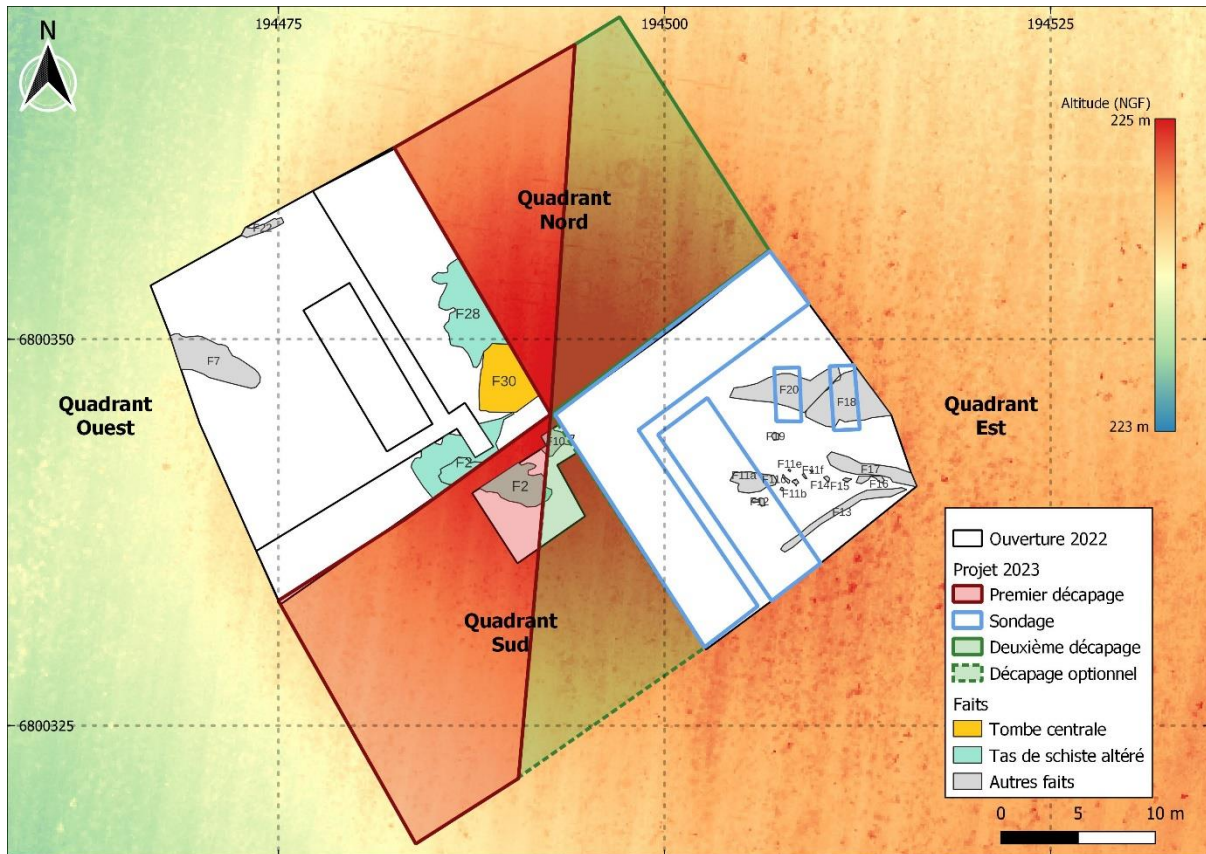 194475
194500
194525
N
Altitude (NGF)
225 m
223 m
Quadrant
Nord
F22
F28
6800350
F7
F30
F20
F18
Quadrant
Ouest
Quadrant
Est
F19
F10
F2
F2
F11a
F11e
F11f
F11b
F14
F15
F17
F16
F12
F13
Quadrant
Sud
6800325
Ouverture 2022
Projet 2023
Premier décapage
Sondage
Deuxième décapage
Décapage optionnel
Faits
Tombe centrale
Tas de schiste altéré
Autres faits
0 5 10 m